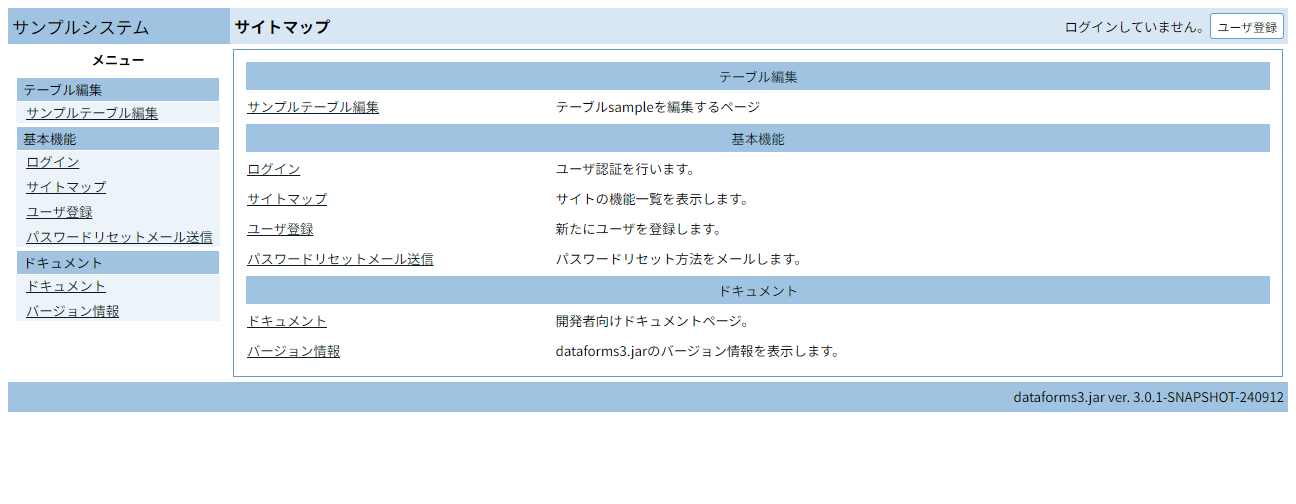 サンプルシステム
サイトマップ
ログインしていません。 ユーザ登録
メニュー
テーブル編集
サンプルテーブル編集
基本機能
ログイン
サイトマップ
ユーザ登録
パスワードリセットメール送信
ドキュメント
ドキュメント
バージョン情報
テーブル編集
サンプルテーブル編集 テーブルsampleを編集するページ
基本機能
ログイン ユーザ認証を行います。
サイトマップ サイトの機能一覧を表示します。
ユーザ登録 新たにユーザを登録します。
パスワードリセットメール送信 パスワードリセット方法をメールします。
ドキュメント
ドキュメント 開発者向けドキュメントページ。
バージョン情報 dataforms3.jarのバージョン情報を表示します。
dataforms3.jar ver. 3.0.1-SNAPSHOT-240912